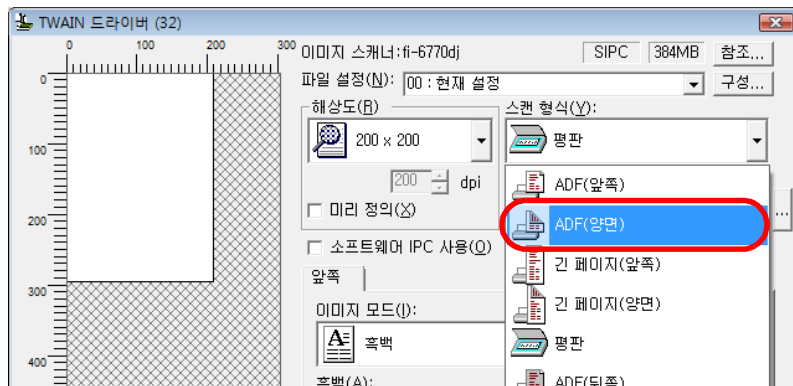 TWAIN 드라이버 (32)
0 100 200 300
0
100
200
300
400
이미지 스캐너:fi-6770dj
SIPC 384MB 참조...
파일 설정(N): 00 : 현재 설정 구성...
해상도(R)
스캔 형식(Y):
200 x 200
평판
200 dpi
미리 정의(X)
ADF(앞쪽)
ADF(양면)
...
소프트웨어 IPC 사용(O)
긴 페이지(앞쪽)
앞쪽
긴 페이지(양면)
이미지 모드(I):
흑백
평판
흑백(A):
ADF(뒤쪽)